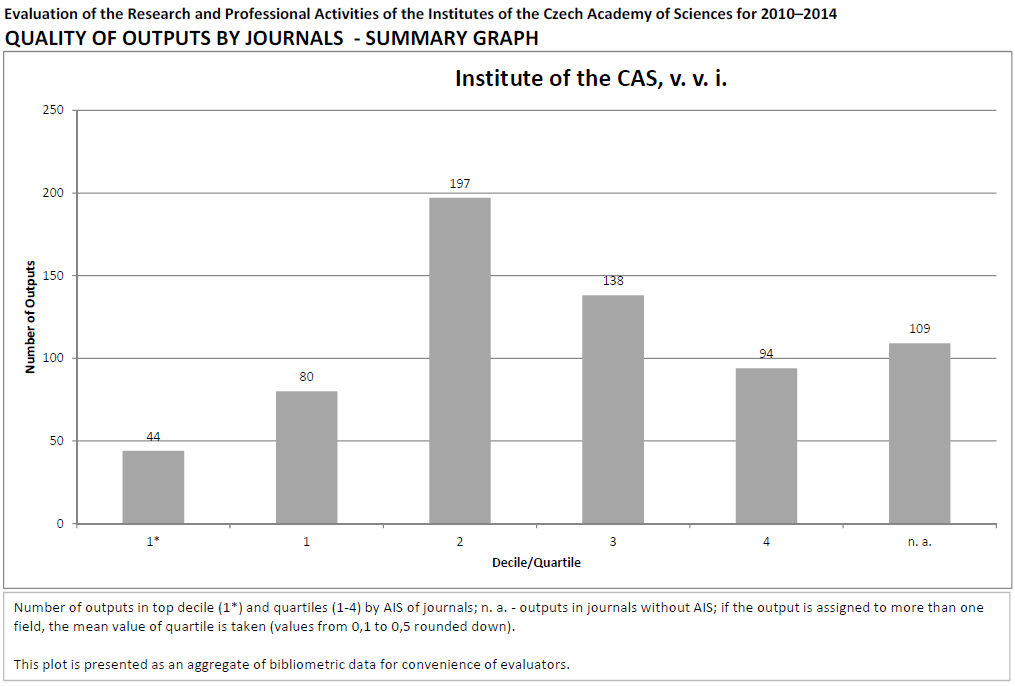 Evaluation of the Research and Professional Activities of the Institutes of the Czech Academy of Sciences for 2010–2014
QUALITY OF OUTPUTS BY JOURNALS - SUMMARY GRAPH
Institute of the CAS, v. v. i.
250
200
150
100
50
0
Number of Outputs
44
80
197
138
94
109
1*
1
2
3
4
n. a.
Decile/Quartile
Number of outputs in top decile (1*) and quartiles (1-4) by AIS of journals; n. a. - outputs in journals without AIS; if the output is assigned to more than one
field, the mean value of quartile is taken (values from 0,1 to 0,5 rounded down).
This plot is presented as an aggregate of bibliometric data for convenience of evaluators.